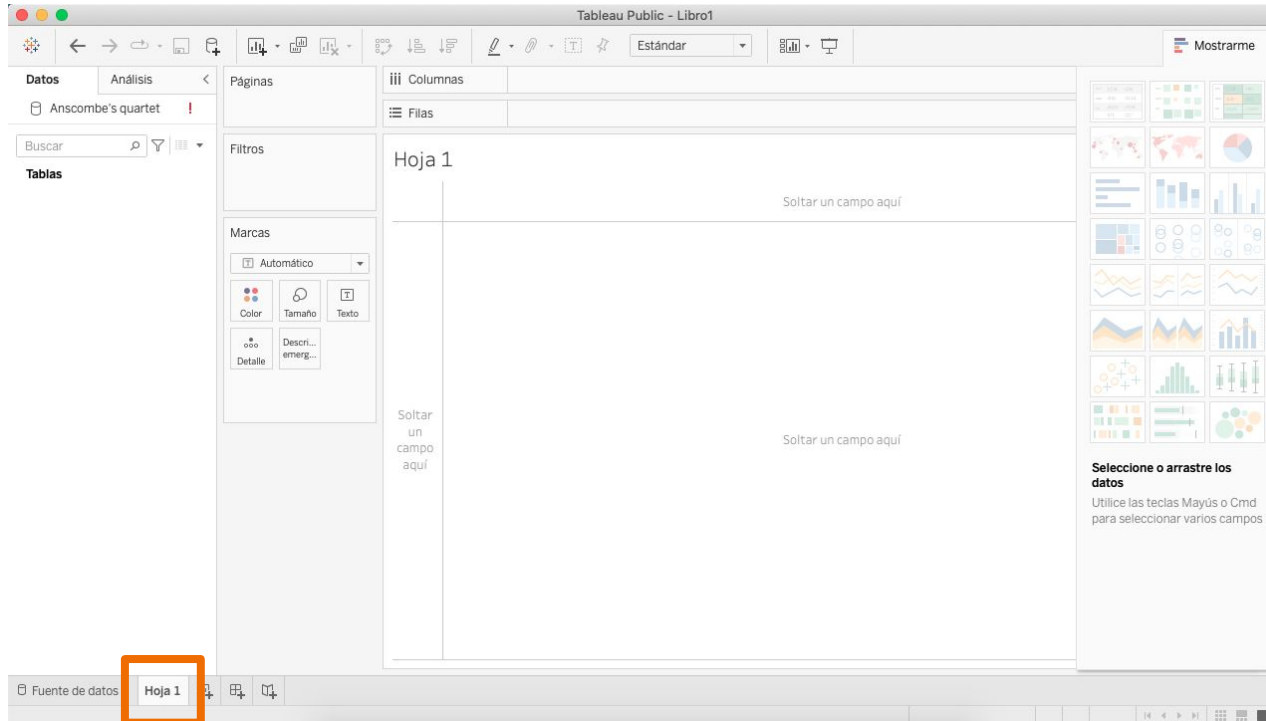 Tableau Public - Libro1
Estándar
Mostrarme
Datos
Análisis
Páginas
Columnas
Anscombe's quartet !
Filas
Buscar
Filtros
Tablas
Hoja 1
Soltar un campo aquí
Marcas
Automático
Color
Tamaño
Texto
Detalle
Descri...
emerg...
Soltar
un
campo
aquí
Soltar un campo aquí
Seleccione o arrastre los
datos
Utilice las teclas Mayús o Cmd
para seleccionar varios campos
Fuente de datos
Hoja 1